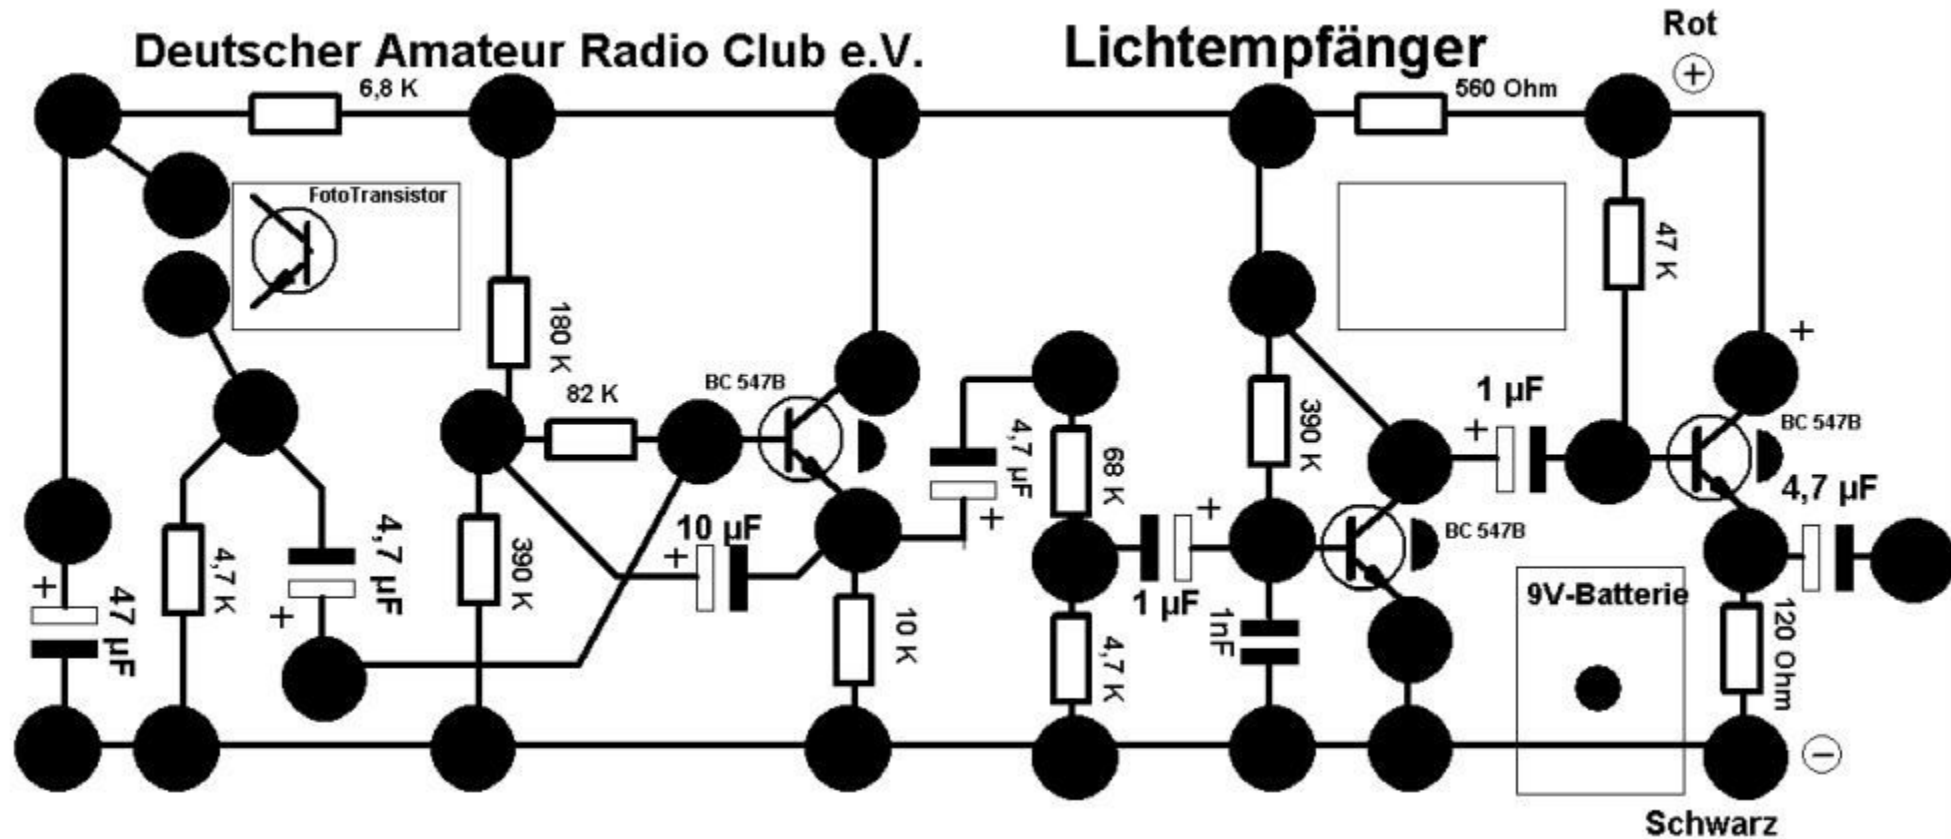 Deutscher Amateur Radio Club e.V.
Lichtempfänger
Rot
+
6,8 K
560 Ohm
FotoTransistor
47 K
180 K
82 K
BC 547B
+
1 µF
+
390 K
BC 547B
4,7 µF
68 K
+
4,7 µF
10 µF
+
390 K
4,7 µF
+
4,7 K
+
47 µF
+
1 µF
BC 547B
1nF
10 K
4,7 K
9V-Batterie
120 Ohm
−
Schwarz